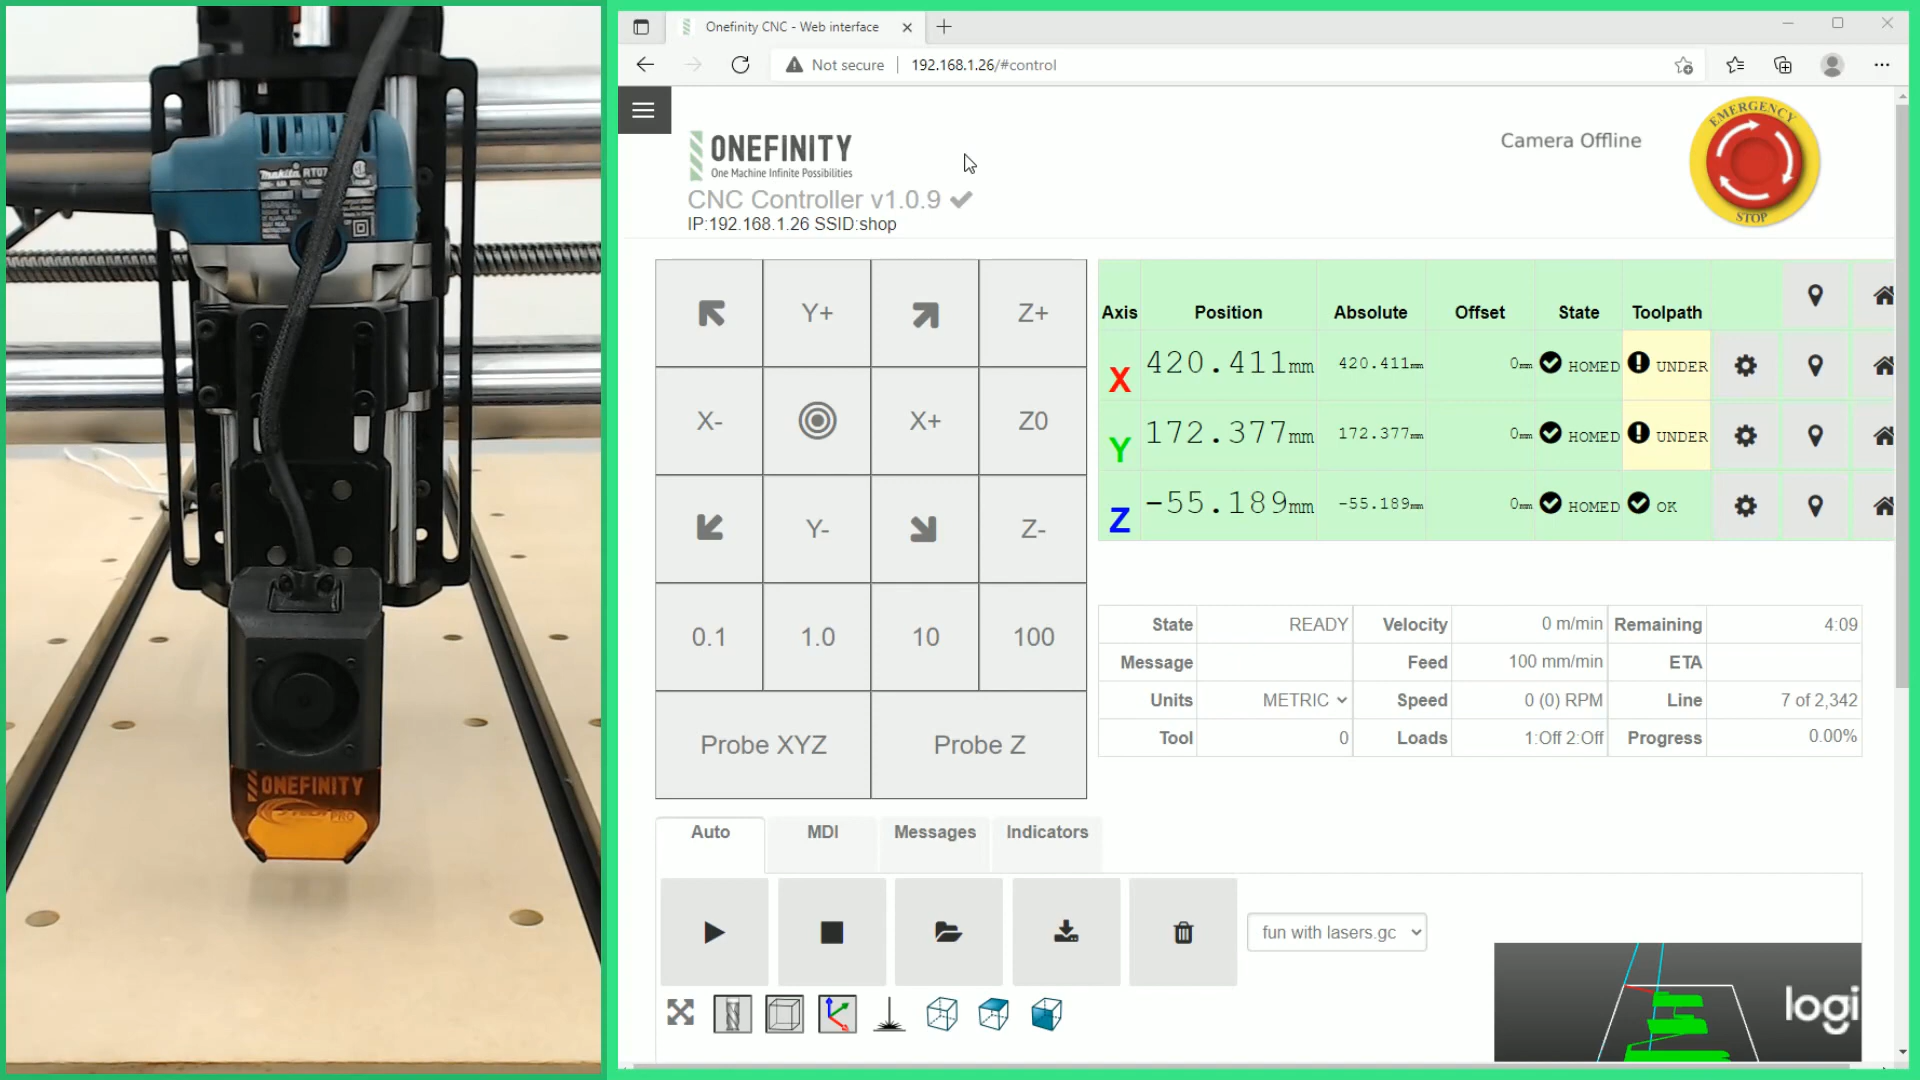 makita RT07
ONEFINITY
PRO
Onefinity CNC - Web interface
Not secure 192.168.1.26/#control
ONEFINITY
One Machine Infinite Possibilities
CNC Controller v1.0.9
IP:192.168.1.26 SSID:shop
Camera Offline
EMERGENCY
STOP
Y+ Z+
X- X+ Z0
Y- Z-
0.1 1.0 10 100
Probe XYZ Probe Z
Axis Position Absolute Offset State Toolpath
X 420.411mm 420.411mm 0mm HOMED UNDER
Y 172.377mm 172.377mm 0mm HOMED UNDER
Z -55.189mm -55.189mm 0mm HOMED OK
State READY Velocity 0 m/min Remaining 4:09
Message Feed 100 mm/min ETA
Units METRIC Speed 0 (0) RPM Line 7 of 2,342
Tool 0 Loads 1:Off 2:Off Progress 0.00%
Auto MDI Messages Indicators
fun with lasers.gc
logi